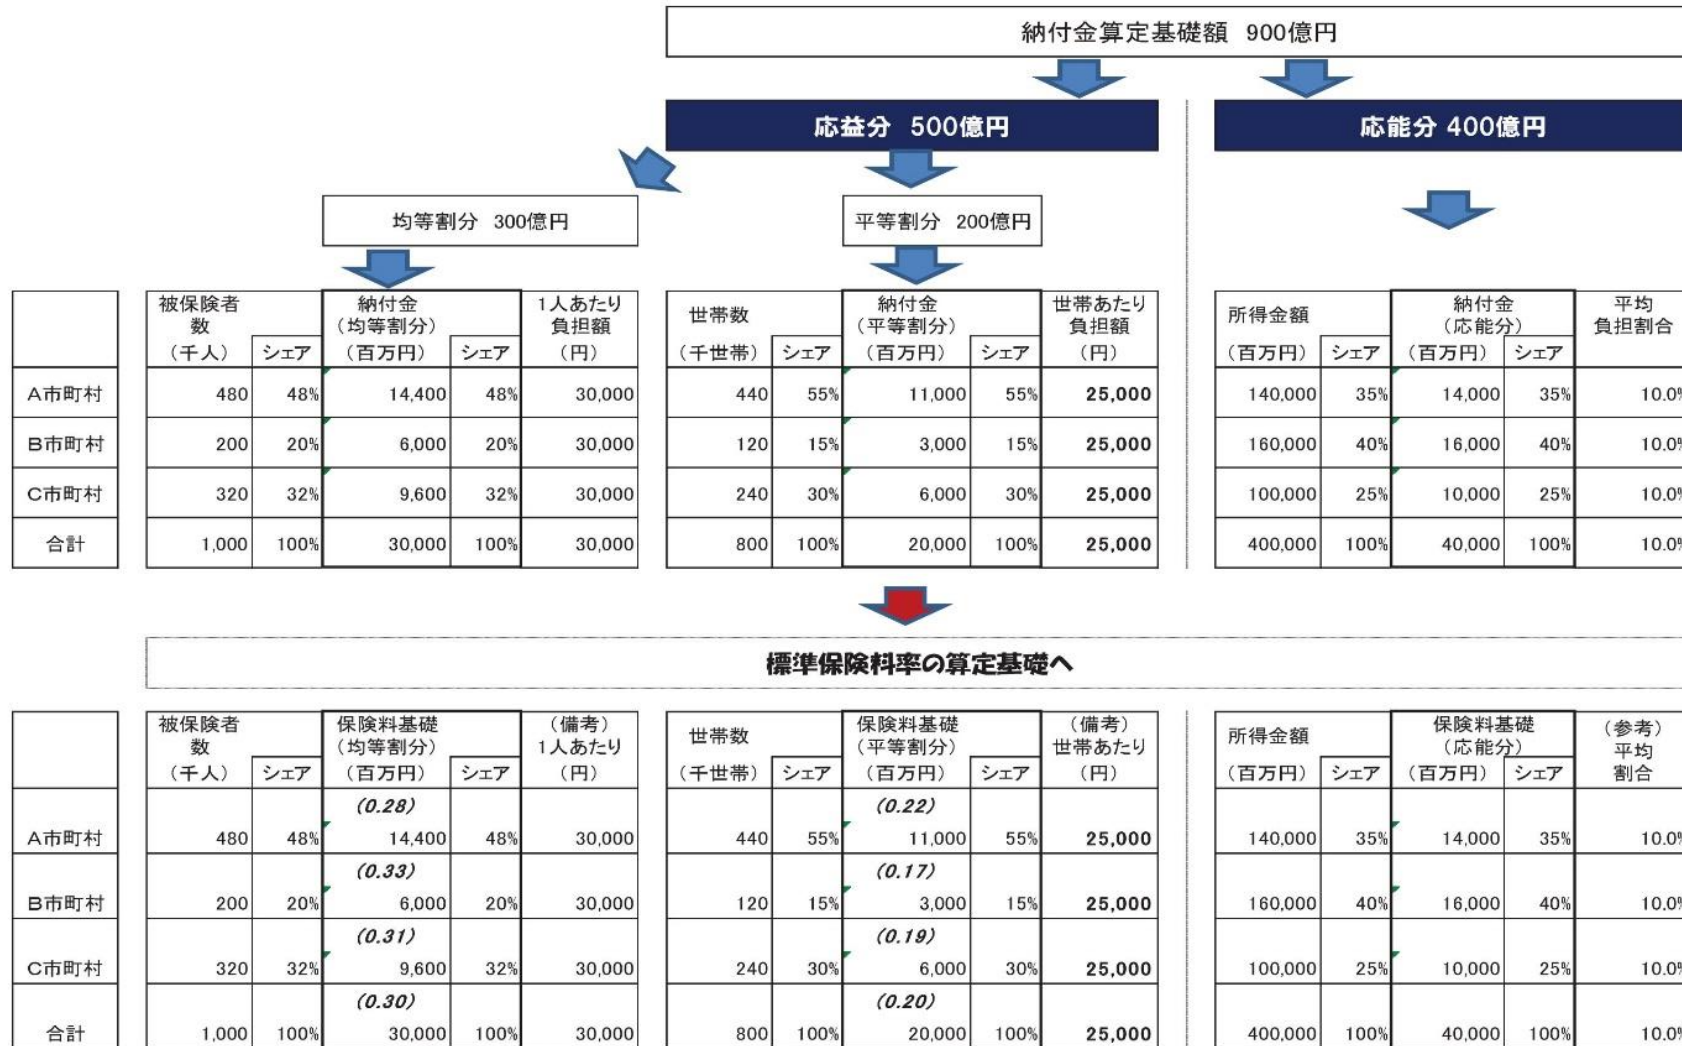 納付金算定基礎額 900億円
応益分 500億円
応能分 400億円
均等割分 300億円
平等割分 200億円
被保険者 納付金 1人あたり 世帯数 納付金 世帯あたり 所得金額 納付金 平均
数 (均等割分) 負担額 (平等割分) 負担額 (応能分) 負担割合
(千人) シェア (百万円) シェア (円) (千世帯) シェア (百万円) シェア (円) (百万円) シェア (百万円) シェア
A市町村 480 48% 14,400 48% 30,000 440 55% 11,000 55% 25,000 140,000 35% 14,000 35% 10.0%
B市町村 200 20% 6,000 20% 30,000 120 15% 3,000 15% 25,000 160,000 40% 16,000 40% 10.0%
C市町村 320 32% 9,600 32% 30,000 240 30% 6,000 30% 25,000 100,000 25% 10,000 25% 10.0%
合計 1,000 100% 30,000 100% 30,000 800 100% 20,000 100% 25,000 400,000 100% 40,000 100% 10.0%
標準保険料率の算定基礎へ
被保険者 保険料基礎 (備考) 世帯数 保険料基礎 (備考) 所得金額 保険料基礎 (参考)
数 (均等割分) 1人あたり (平等割分) 世帯あたり (応能分) 平均
(千人) シェア (百万円) シェア (円) (千世帯) シェア (百万円) シェア (円) (百万円) シェア (百万円) シェア 割合
(0.28) (0.22)
A市町村 480 48% 14,400 48% 30,000 440 55% 11,000 55% 25,000 140,000 35% 14,000 35% 10.0%
(0.33) (0.17)
B市町村 200 20% 6,000 20% 30,000 120 15% 3,000 15% 25,000 160,000 40% 16,000 40% 10.0%
(0.31) (0.19)
C市町村 320 32% 9,600 32% 30,000 240 30% 6,000 30% 25,000 100,000 25% 10,000 25% 10.0%
(0.30) (0.20)
合計 1,000 100% 30,000 100% 30,000 800 100% 20,000 100% 25,000 400,000 100% 40,000 100% 10.0%